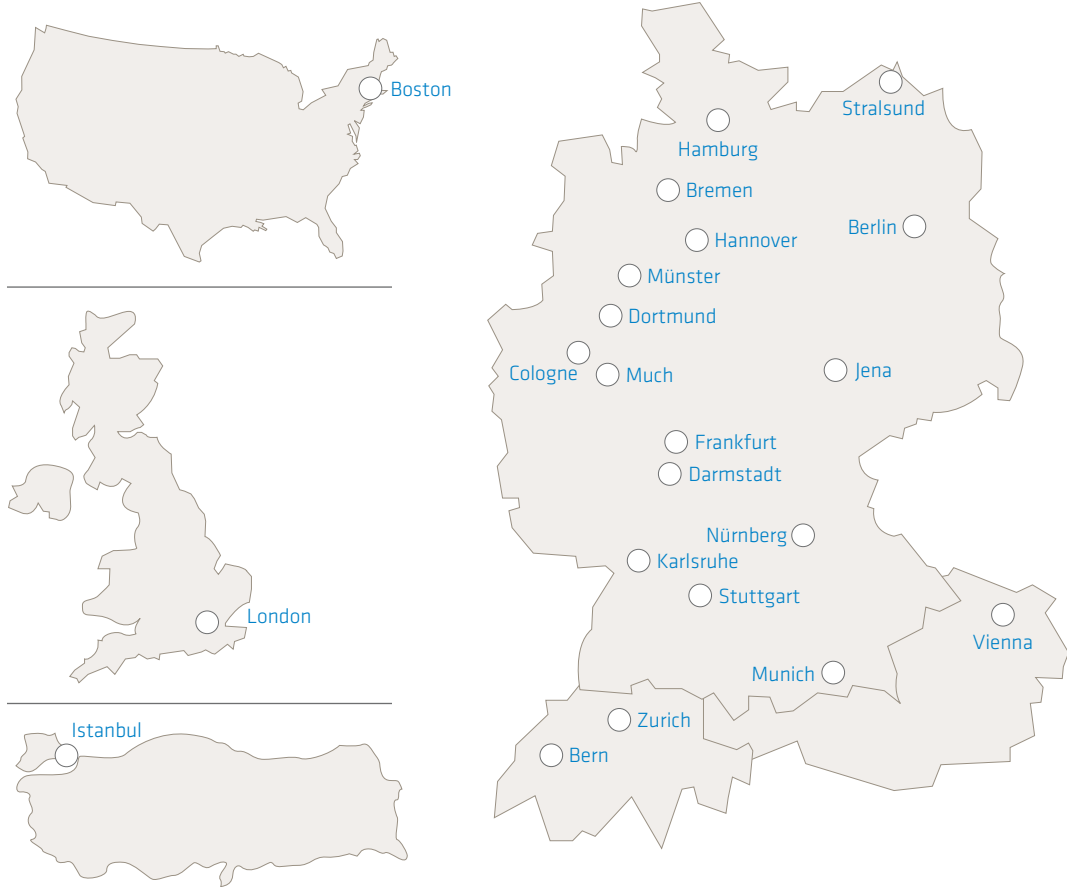 Boston
London
Istanbul
Stralsund
Hamburg
Bremen
Berlin
Hannover
Münster
Dortmund
Cologne
Much
Jena
Frankfurt
Darmstadt
Nürnberg
Karlsruhe
Stuttgart
Vienna
Munich
Zurich
Bern